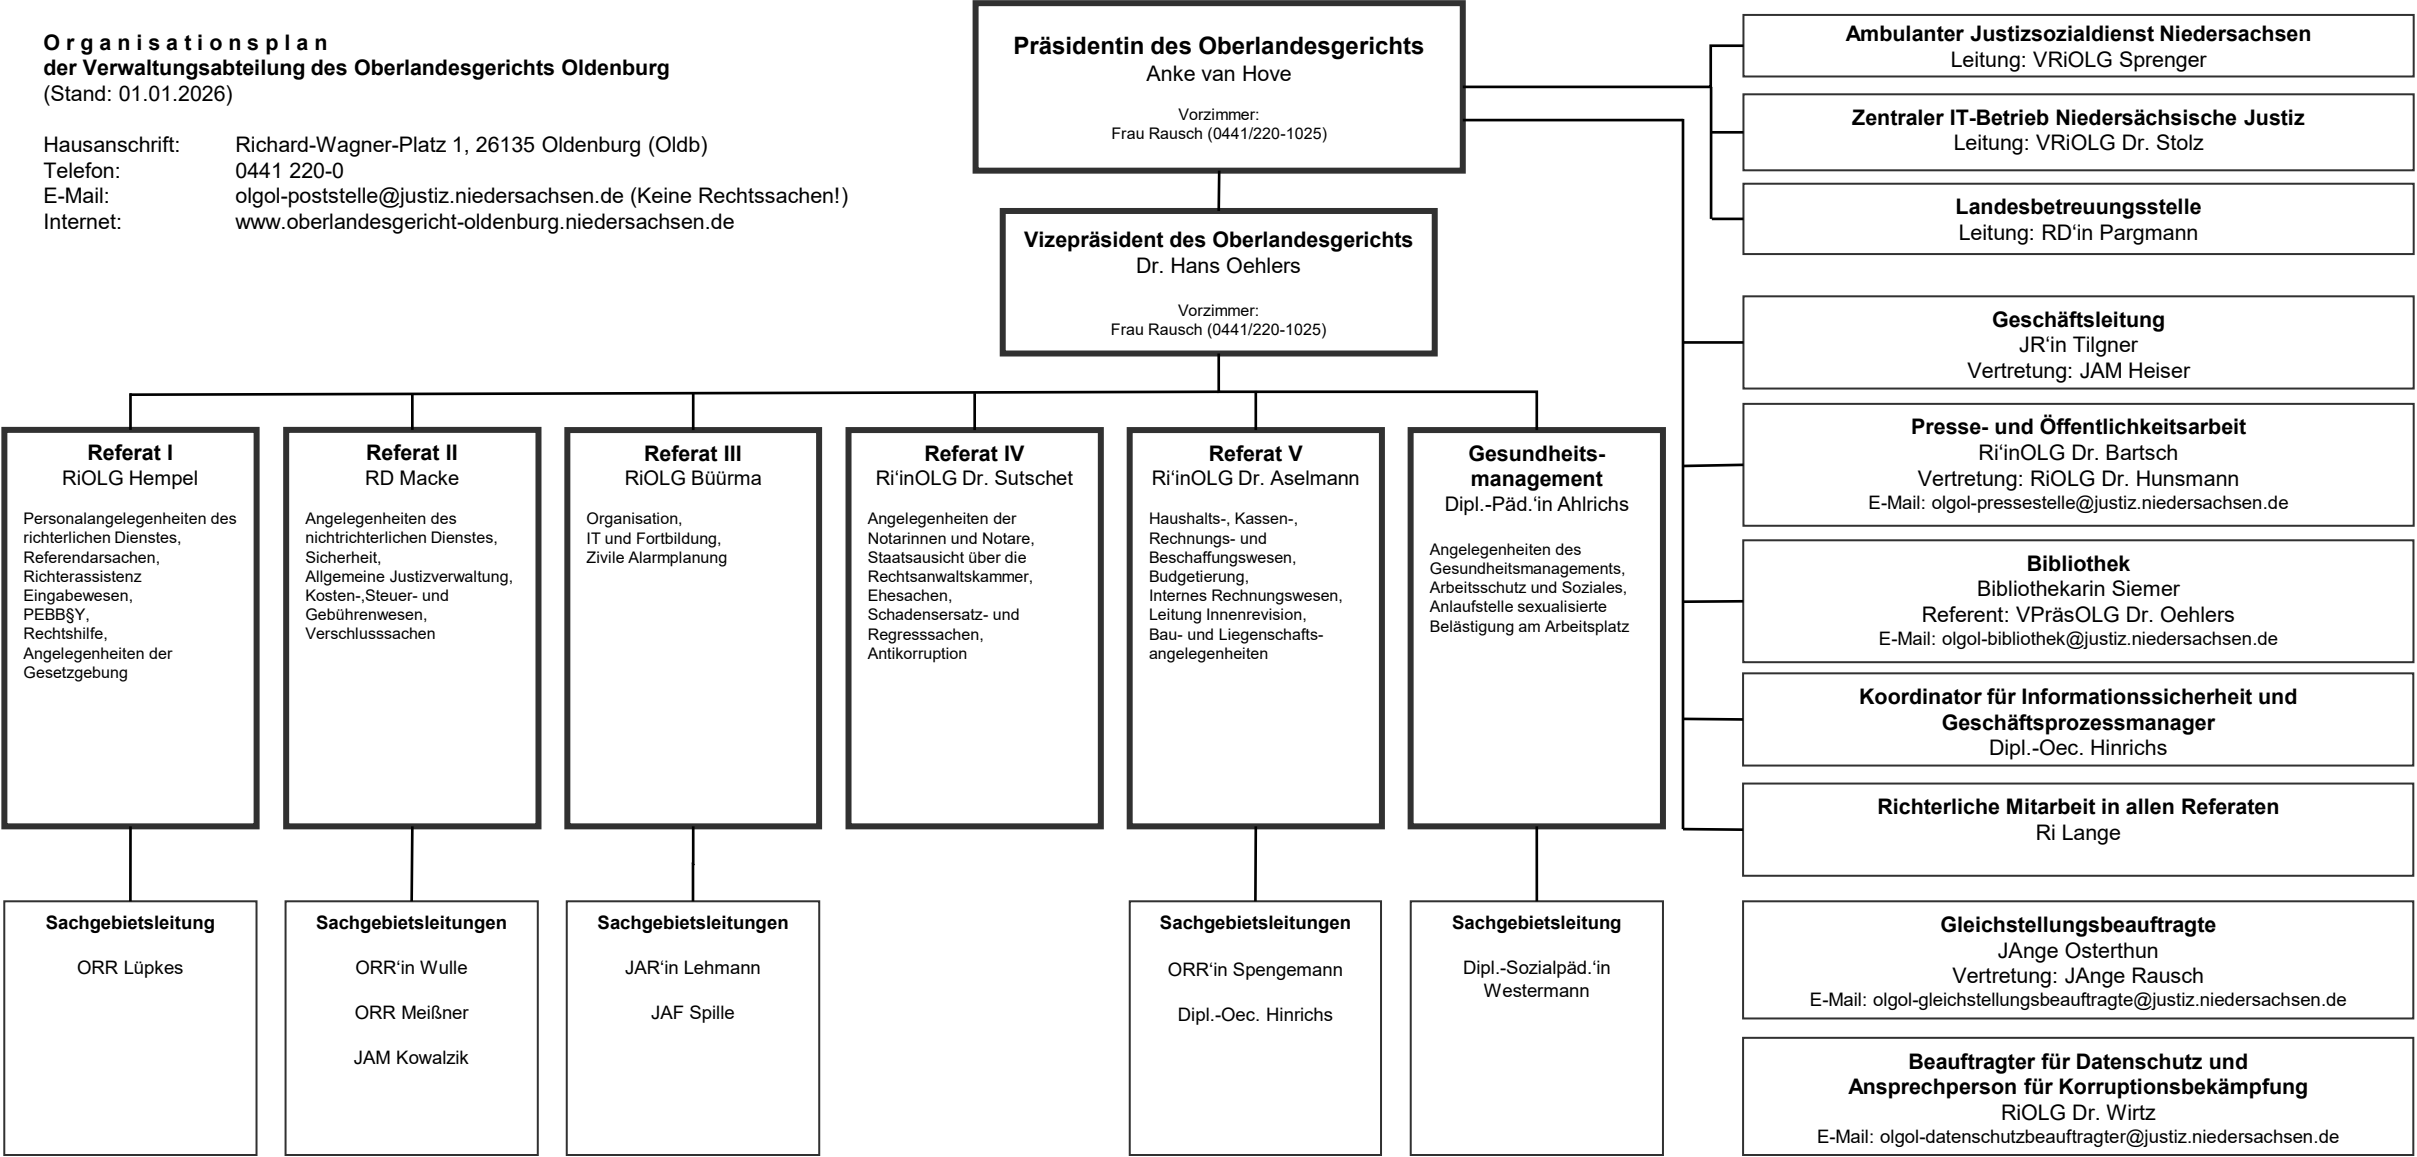 O r g a n i s a t i o n s p l a n
der Verwaltungsabteilung des Oberlandesgerichts Oldenburg
(Stand: 01.01.2026)
Hausanschrift: Richard-Wagner-Platz 1, 26135 Oldenburg (Oldb)
Telefon: 0441 220-0
E-Mail: olgol-poststelle@justiz.niedersachsen.de (Keine Rechtssachen!)
Internet: www.oberlandesgericht-oldenburg.niedersachsen.de
Präsidentin des Oberlandesgerichts
Anke van Hove
Vorzimmer:
Frau Rausch (0441/220-1025)
Vizepräsident des Oberlandesgerichts
Dr. Hans Oehlers
Vorzimmer:
Frau Rausch (0441/220-1025)
Referat I
RiOLG Hempel
Personalangelegenheiten des
richterlichen Dienstes,
Referendarsachen,
Richterassistenz
Eingabewesen,
PEBB§Y,
Rechtshilfe,
Angelegenheiten der
Gesetzgebung
Referat II
RD Macke
Angelegenheiten des
nichtrichterlichen Dienstes,
Sicherheit,
Allgemeine Justizverwaltung,
Kosten-,Steuer- und
Gebührenwesen,
Verschlusssachen
Referat III
RiOLG Büürma
Organisation,
IT und Fortbildung,
Zivile Alarmplanung
Referat IV
Ri'inOLG Dr. Sutschet
Angelegenheiten der
Notarinnen und Notare,
Staatsausicht über die
Rechtsanwaltskammer,
Ehesachen,
Schadensersatz- und
Regresssachen,
Antikorruption
Referat V
Ri'inOLG Dr. Aselmann
Haushalts-, Kassen-,
Rechnungs- und
Beschaffungswesen,
Budgetierung,
Internes Rechnungswesen,
Leitung Innenrevision,
Bau- und Liegenschafts-
angelegenheiten
Gesundheits-
management
Dipl.-Päd.‘in Ahlrichs
Angelegenheiten des
Gesundheitsmanagements,
Arbeitsschutz und Soziales,
Anlaufstelle sexualisierte
Belästigung am Arbeitsplatz
Sachgebietsleitung
ORR Lüpkes
Sachgebietsleitungen
ORR‘in Wulle
ORR Meißner
JAM Kowalzik
Sachgebietsleitungen
JAR‘in Lehmann
JAF Spille
Sachgebietsleitungen
ORR‘in Spengemann
Dipl.-Oec. Hinrichs
Sachgebietsleitung
Dipl.-Sozialpäd.‘in
Westermann
Ambulanter Justizsozialdienst Niedersachsen
Leitung: VRiOLG Sprenger
Zentraler IT-Betrieb Niedersächsische Justiz
Leitung: VRiOLG Dr. Stolz
Landesbetreuungsstelle
Leitung: RD‘in Pargmann
Geschäftsleitung
JR‘in Tilgner
Vertretung: JAM Heiser
Presse- und Öffentlichkeitsarbeit
Ri'inOLG Dr. Bartsch
Vertretung: RiOLG Dr. Hunsmann
E-Mail: olgol-pressestelle@justiz.niedersachsen.de
Bibliothek
Bibliothekarin Siemer
Referent: VPräsOLG Dr. Oehlers
E-Mail: olgol-bibliothek@justiz.niedersachsen.de
Koordinator für Informationssicherheit und
Geschäftsprozessmanager
Dipl.-Oec. Hinrichs
Richterliche Mitarbeit in allen Referaten
Ri Lange
Gleichstellungsbeauftragte
JAnge Osterthun
Vertretung: JAnge Rausch
E-Mail: olgol-gleichstellungsbeauftragte@justiz.niedersachsen.de
Beauftragter für Datenschutz und
Ansprechperson für Korruptionsbekämpfung
RiOLG Dr. Wirtz
E-Mail: olgol-datenschutzbeauftragter@justiz.niedersachsen.de